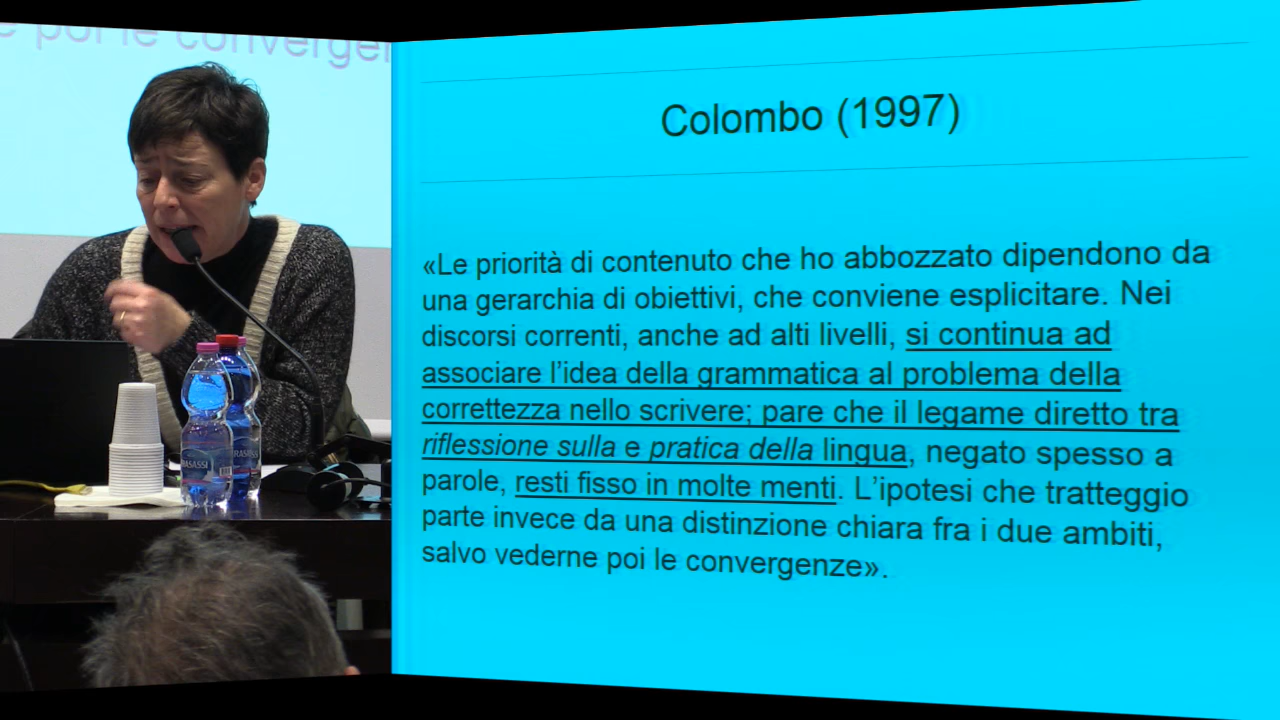 poi le converge
Colombo (1997)
«Le priorità di contenuto che ho abbozzato dipendono da
una gerarchia di obiettivi, che conviene esplicitare. Nei
discorsi correnti, anche ad alti livelli, si continua ad
associare l’idea della grammatica al problema della
correttezza nello scrivere; pare che il legame diretto tra
riflessione sulla e pratica della lingua, negato spesso a
parole, resti fisso in molte menti. L’ipotesi che tratteggio
parte invece da una distinzione chiara fra i due ambiti,
salvo vederne poi le convergenze».